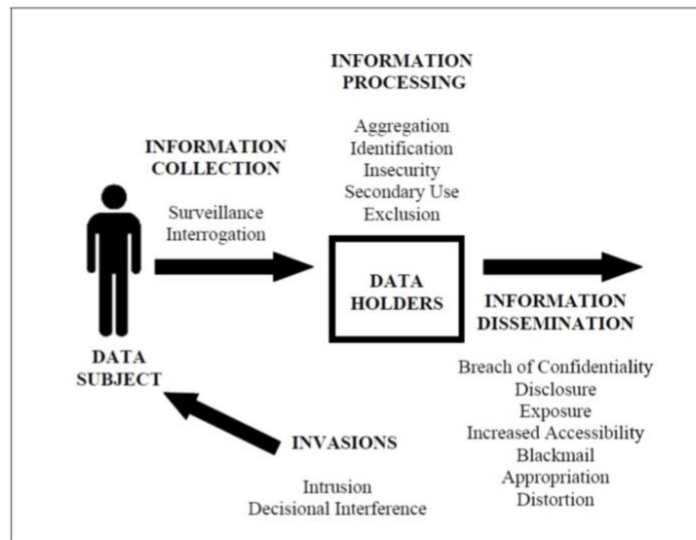 INFORMATION
PROCESSING
Aggregation
Identification
Insecurity
Secondary Use
Exclusion
INFORMATION
COLLECTION
Surveillance
Interrogation
DATA
HOLDERS
INFORMATION
DISSEMINATION
Breach of Confidentiality
Disclosure
Exposure
Increased Accessibility
Blackmail
Appropriation
Distortion
DATA
SUBJECT
INVASIONS
Intrusion
Decisional Interference